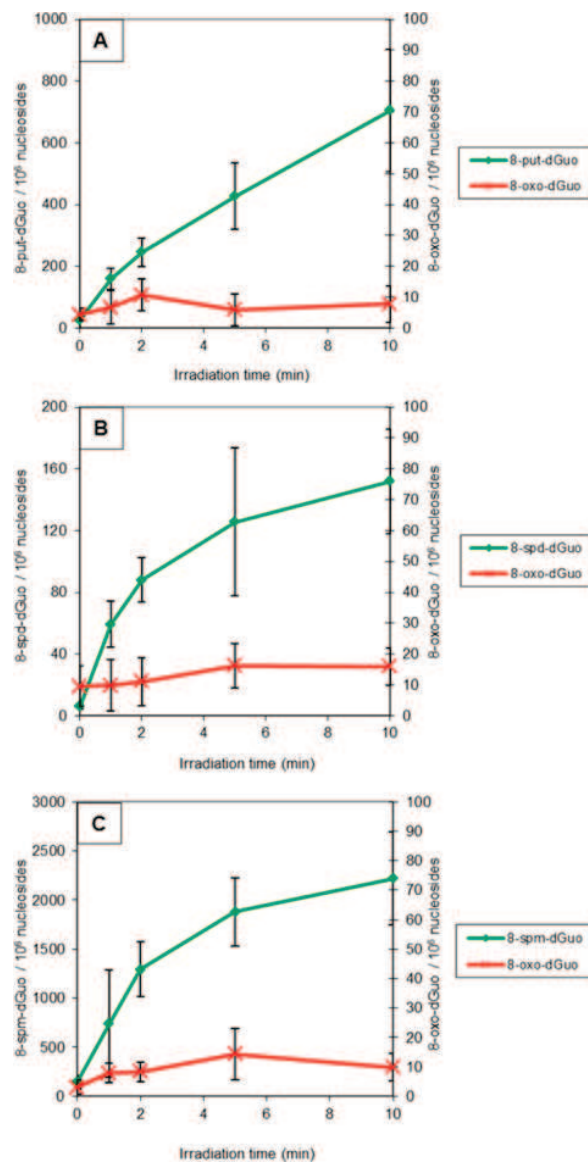 A
1000
800
600
400
200
0
8-put-dGuo / 10⁶ nucleosides
100
90
80
70
60
50
40
30
20
10
0
8-oxo-dGuo / 10⁶ nucleosides
0 2 4 6 8 10
Irradiation time (min)
8-put-dGuo
8-oxo-dGuo
B
200
160
120
80
40
0
8-spd-dGuo / 10⁶ nucleosides
100
90
80
70
60
50
40
30
20
10
0
8-oxo-dGuo / 10⁶ nucleosides
0 2 4 6 8 10
Irradiation time (min)
8-spd-dGuo
8-oxo-dGuo
C
3000
2500
2000
1500
1000
500
0
8-spm-dGuo / 10⁶ nucleosides
100
90
80
70
60
50
40
30
20
10
0
8-oxo-dGuo / 10⁶ nucleosides
0 2 4 6 8 10
Irradiation time (min)
8-spm-dGuo
8-oxo-dGuo